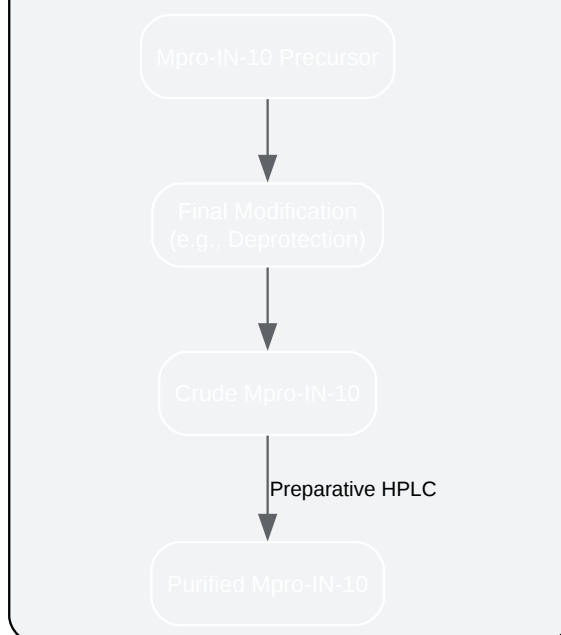 Mpro-IN-10 Precursor
Final Modification
(e.g., Deprotection)
Crude Mpro-IN-10
Preparative HPLC
Purified Mpro-IN-10